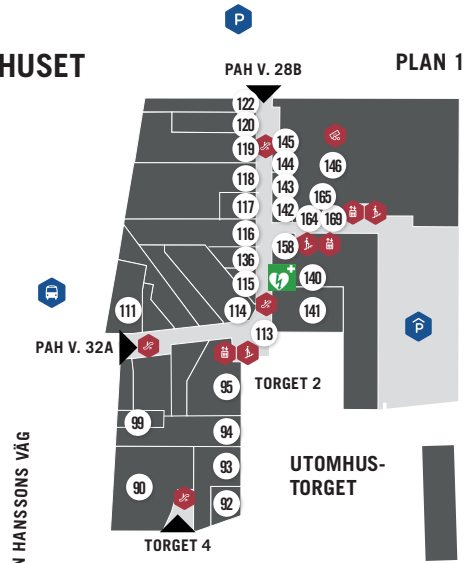 P
HUSET
PAH V. 28B
PLAN 1
122
120
119
145
144
146
118
143
165
117
142
164
169
116
158
136
115
140
111
114
141
113
P
PAH V. 32A
TORGET 2
95
99
94
93
90
92
UTOMHUS-
TORGET
N HANSSONS VÄG
TORGET 4